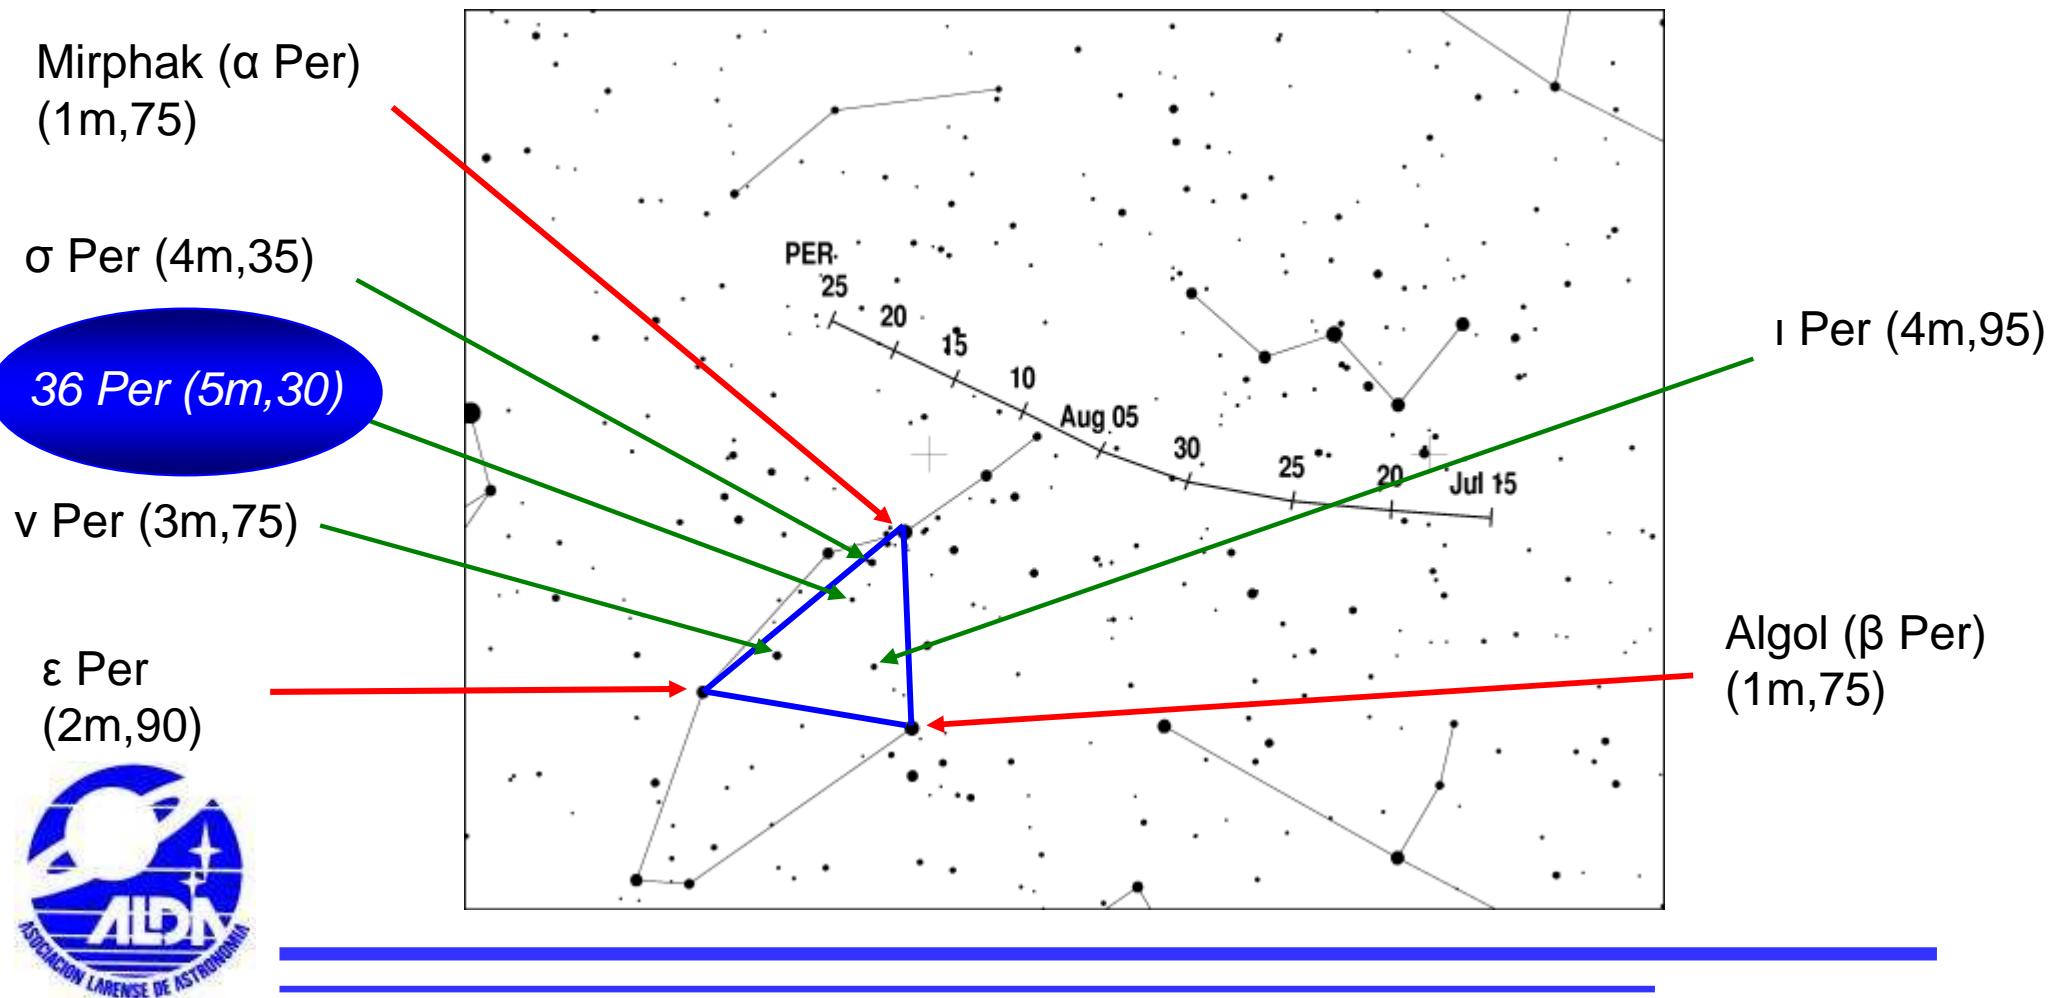 Mirphak (α Per)
(1m,75)
σ Per (4m,35)
36 Per (5m,30)
ν Per (3m,75)
ε Per
(2m,90)
PER
25
20
15
10
Aug 05
30
25
20
Jul 15
ι Per (4m,95)
Algol (β Per)
(1m,75)
ALDA
ASOCIACION LARENSE DE ASTRONOMIA